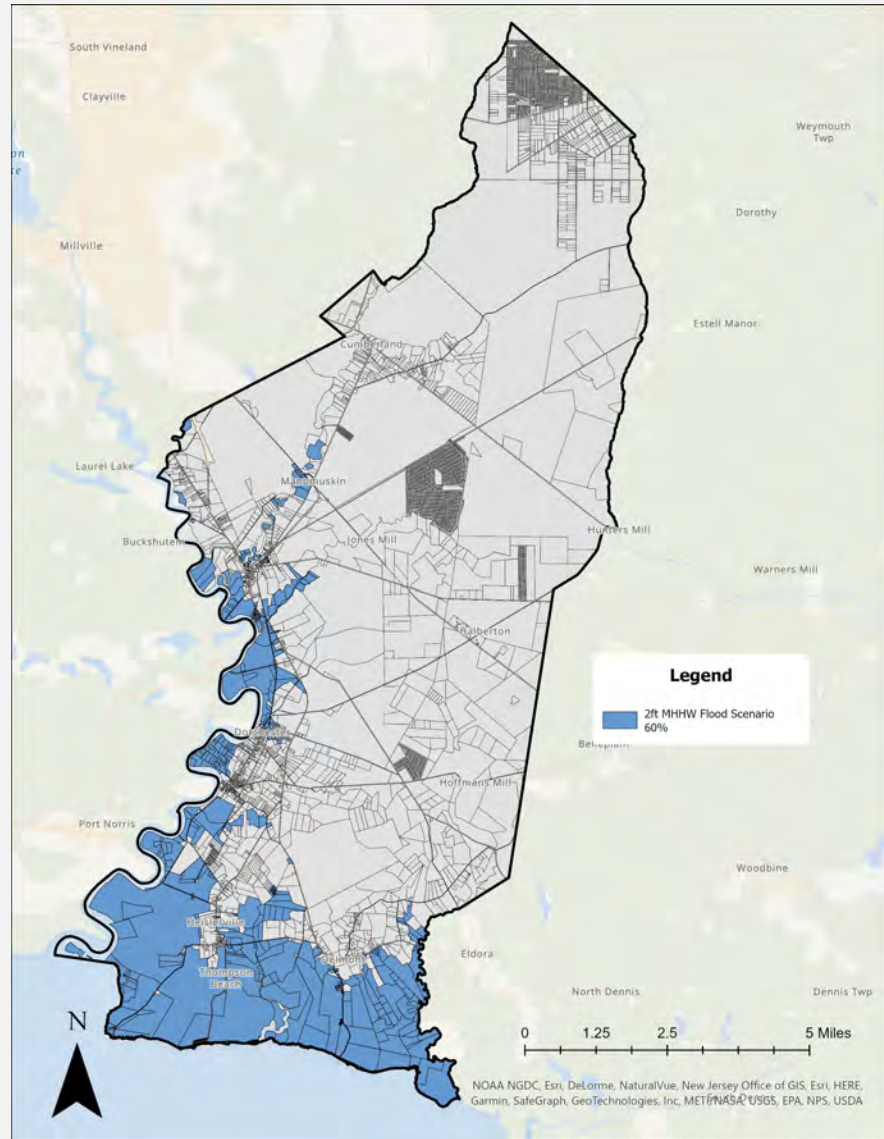 South Vineland
Clayville
Weymouth
Twp
Dorothy
Millville
Estell Manor
Cumberland
Laurel Lake
Manumuskin
Buckshutem
Jones Mill
Hunters Mill
Warners Mill
Halberton
Legend
2ft MHHW Flood Scenario
60%
Dorchester
Hoffmans Mill
Port Norris
Woodbine
Heislerville
Delmont
Eldora
Thompson
Beach
North Dennis
Dennis Twp
N
0 1.25 2.5 5 Miles
NOAA NGDC, Esri, DeLorme, NaturalVue, New Jersey Office of GIS, Esri, HERE,
Garmin, SafeGraph, GeoTechnologies, Inc, METI/NASA, USGS, EPA, NPS, USDA